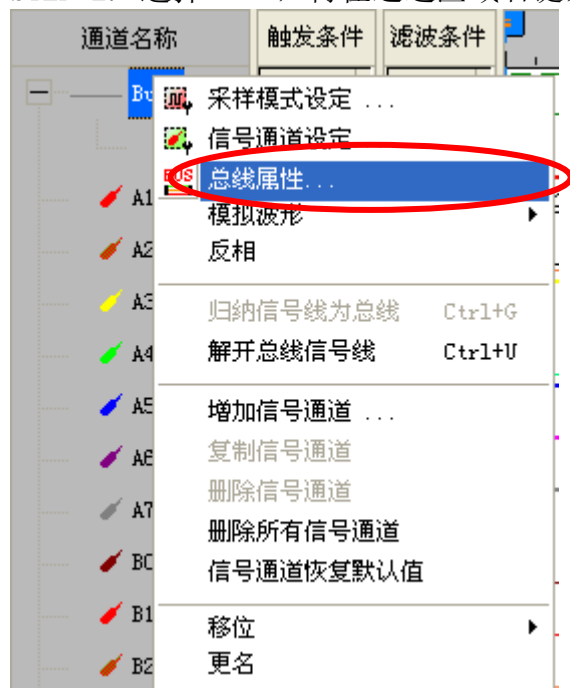 通道名称 触发条件 滤波条件
采样模式设定 ...
信号通道设定
BUS 总线属性...
A1
模拟波形
A2 反相
A3 归纳信号线为总线 Ctrl+G
A4 解开总线信号线 Ctrl+U
A5 增加信号通道 ...
A6 复制信号通道
删除信号通道
A7
删除所有信号通道
B0 信号通道恢复默认值
B1 移位
B2 更名